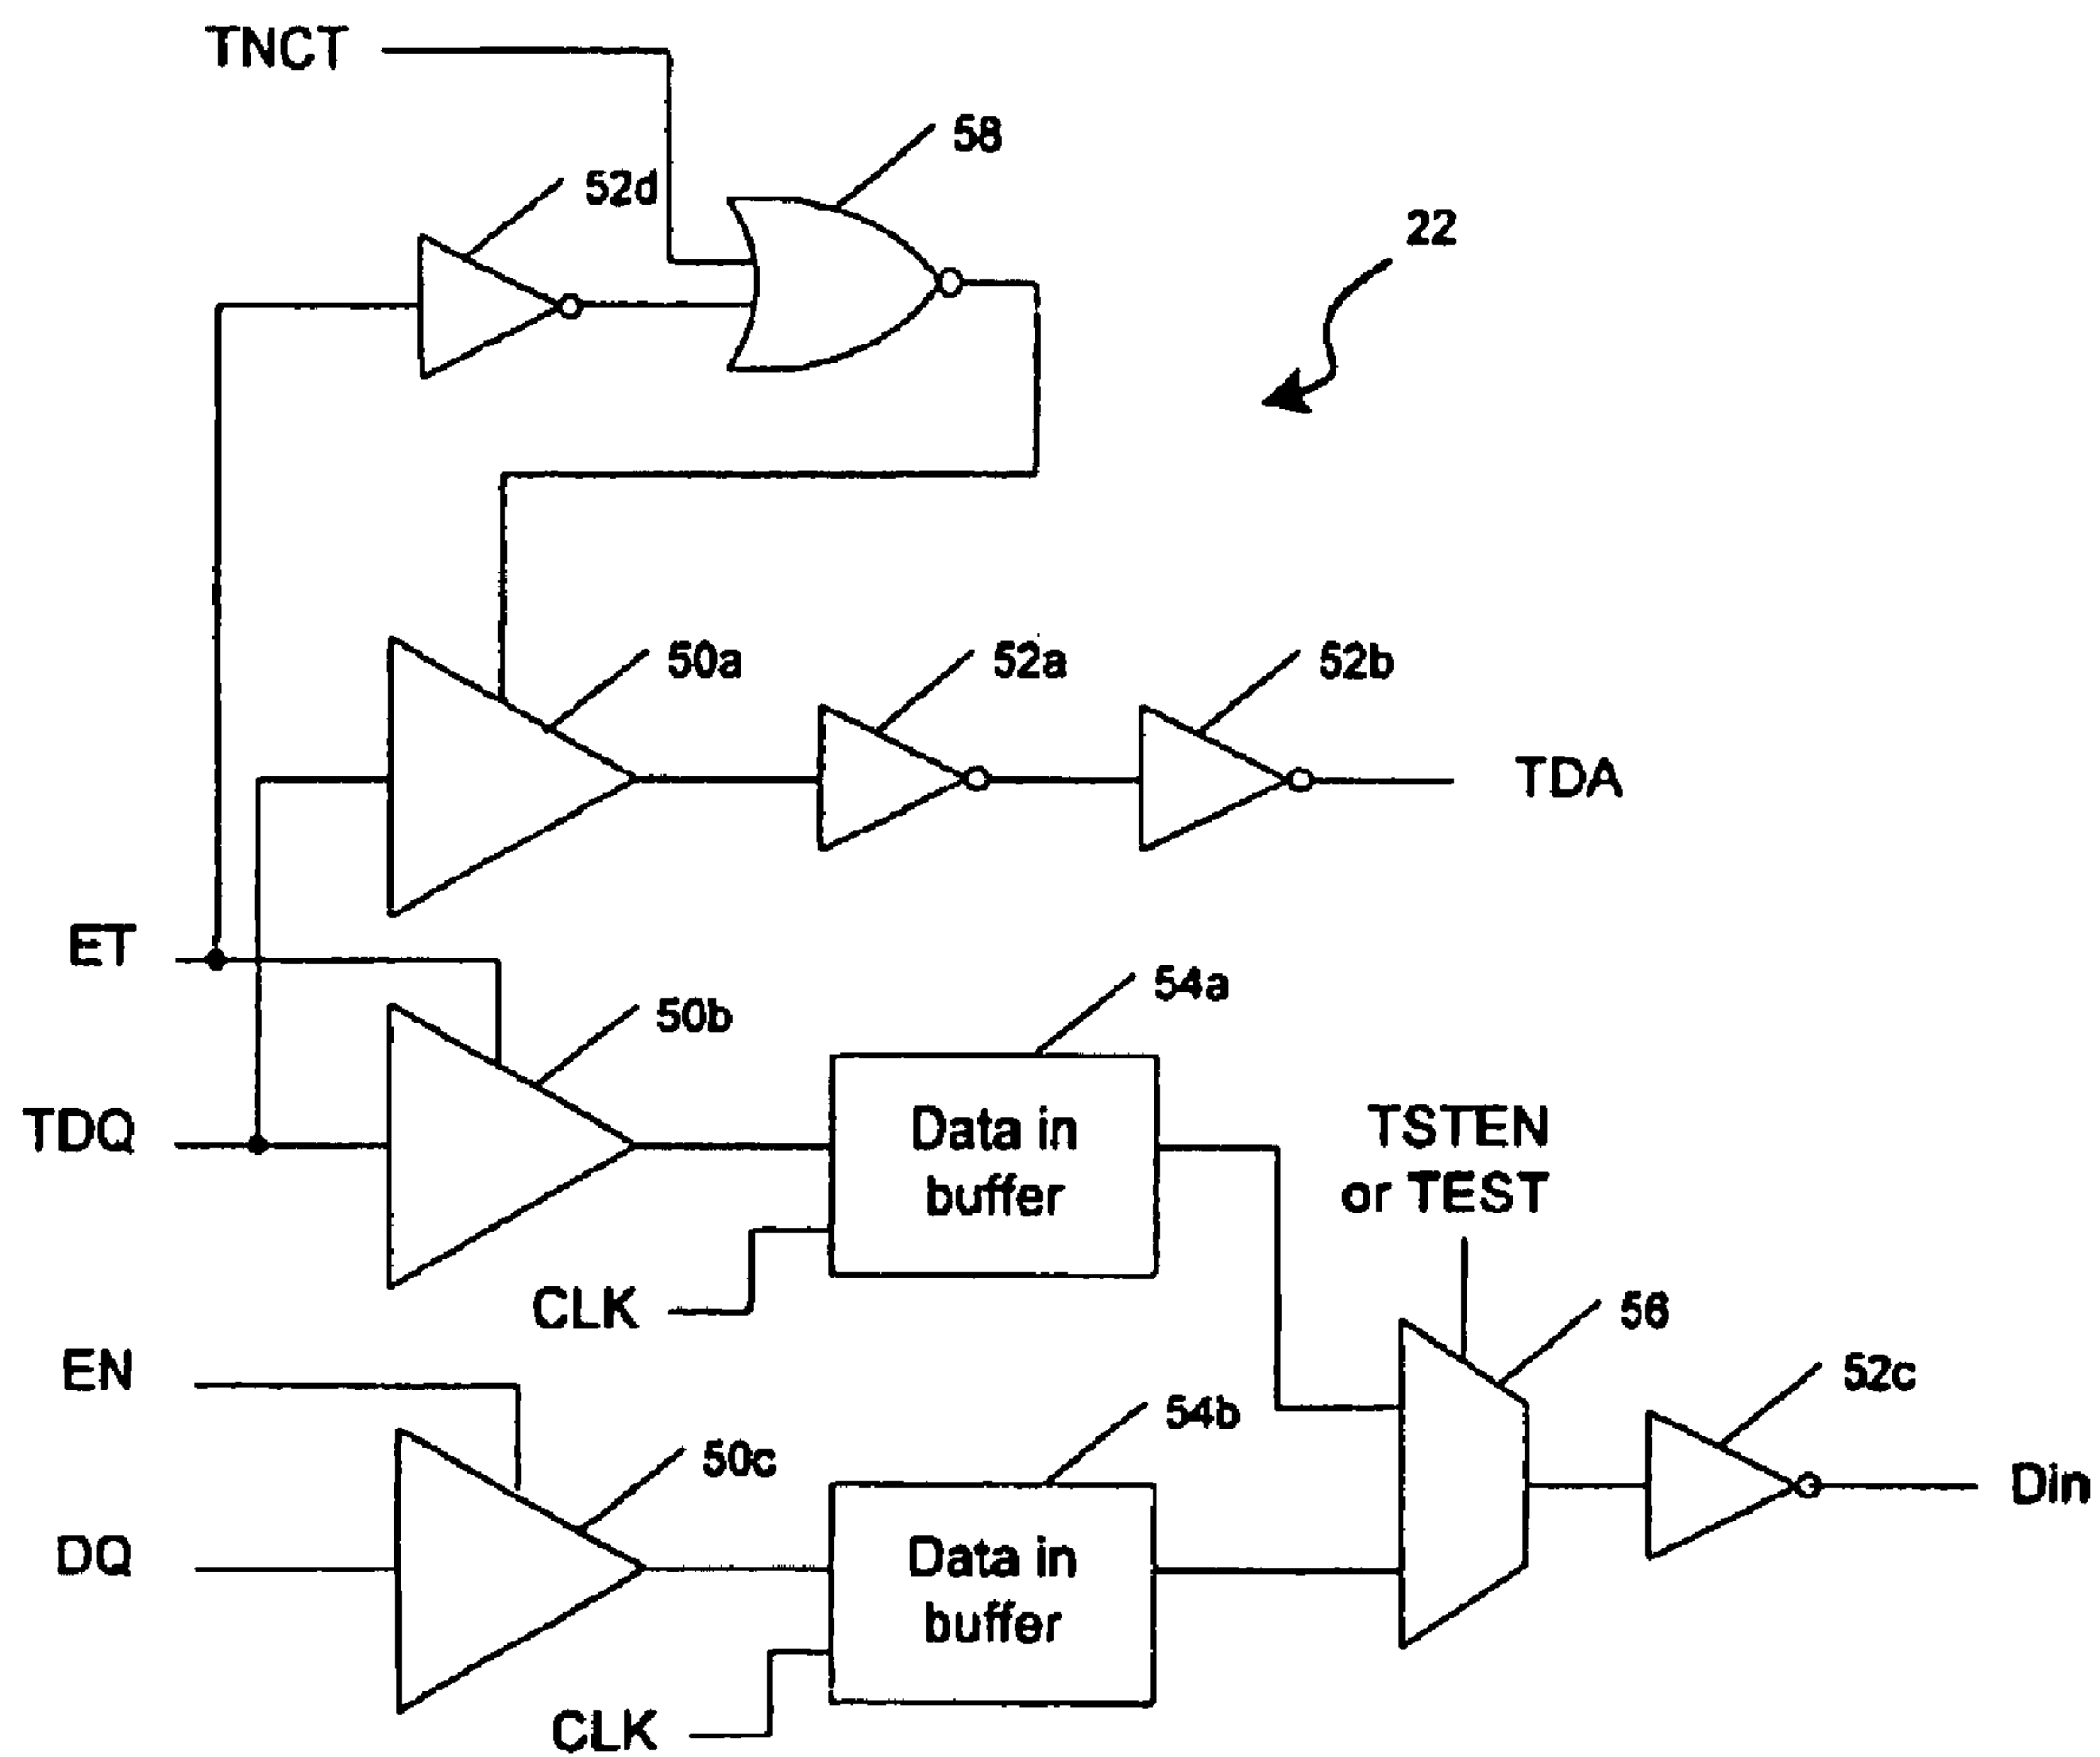 TNCT
58
52d
22
50a
52a
52b
TDA
ET
50b
54a
TDQ
Data in
buffer
TSTEN
or TEST
CLK
56
EN
52c
54b
50c
Din
DQ
Data in
buffer
CLK